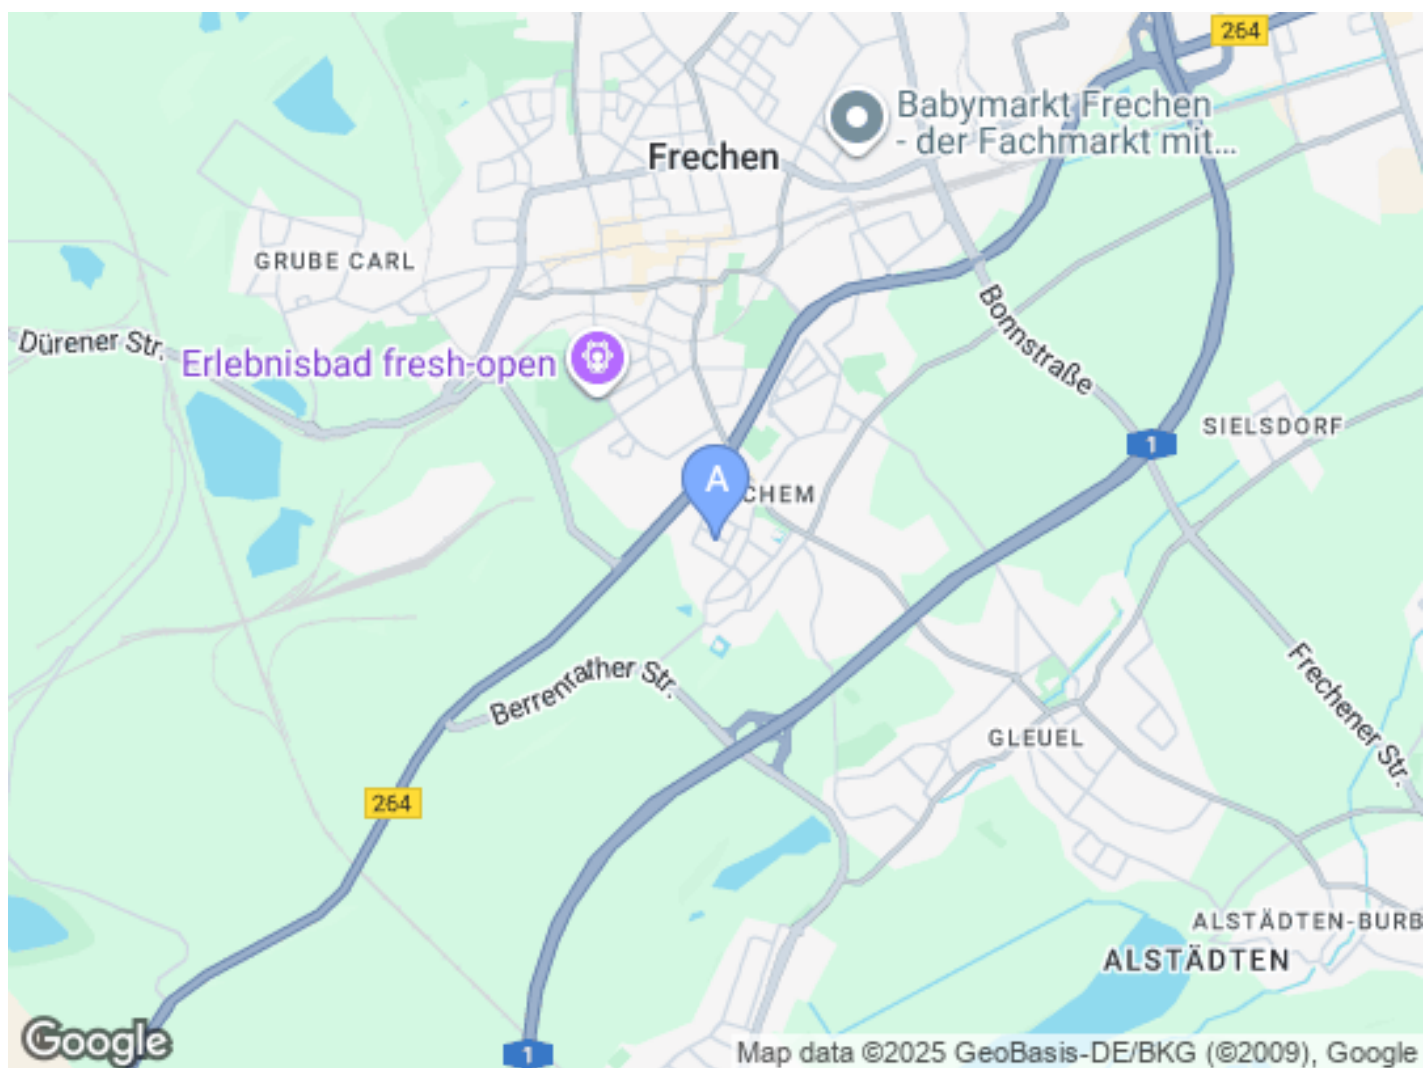 264
Babymarkt Frechen
- der Fachmarkt mit...
Frechen
GRUBE CARL
Bonnstraße
Dürener Str.
Erlebnisbad fresh-open
SIELSDORF
1
A
CHEM
Berrenrather Str.
Frechener Str.
GLEUEL
264
ALSTÄDTEN-BURB
ALSTÄDTEN
Google
1
Map data ©2025 GeoBasis-DE/BKG (©2009), Google